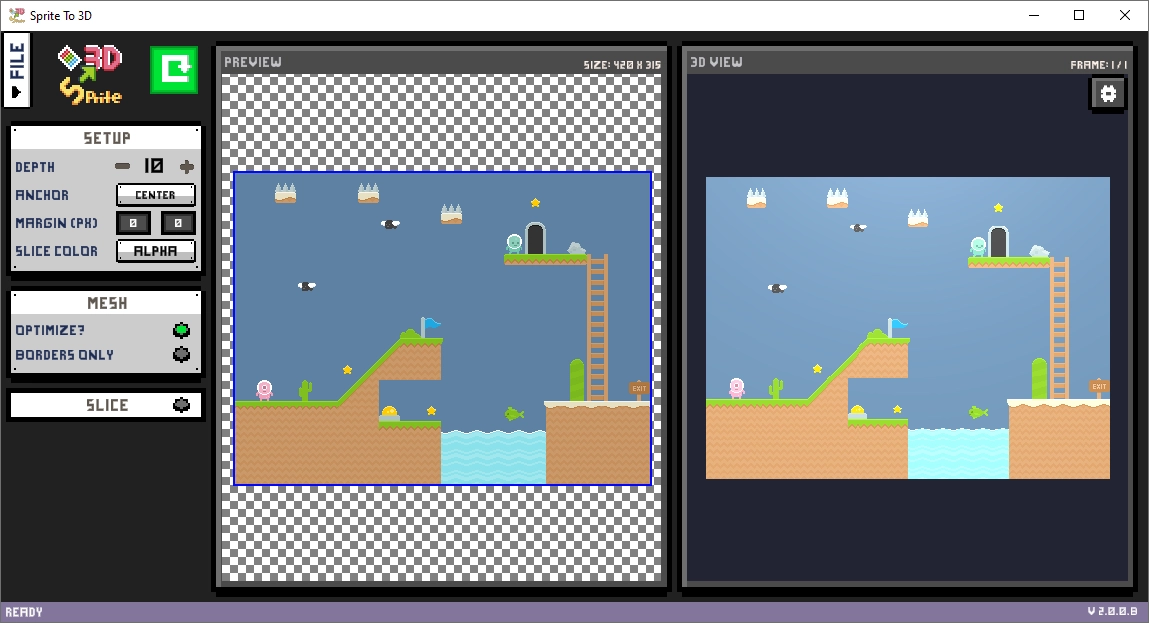 Sprite To 3D
FILE
3D
Sprite
SETUP
DEPTH
10
ANCHOR
CENTER
MARGIN (PX)
0
0
SLICE COLOR
ALPHA
MESH
OPTIMIZE?
BORDERS ONLY
SLICE
PREVIEW
SIZE: 420 X 315
EXIT
3D VIEW
FRAME: 1 / 1
EXIT
READY
V 2.0.0.B